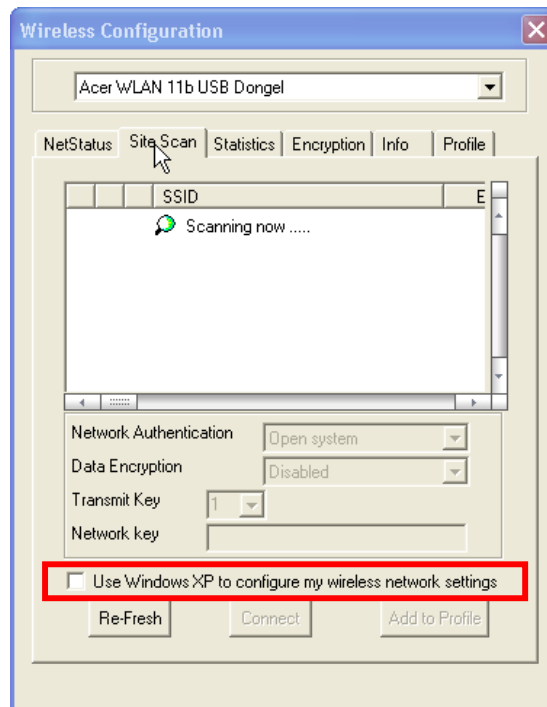 Wireless Configuration
Acer WLAN 11b USB Dongel
NetStatus Site Scan Statistics Encryption Info Profile
SSID E
Scanning now .....
Network Authentication Open system
Data Encryption Disabled
Transmit Key 1
Network key
Use Windows XP to configure my wireless network settings
Re-Fresh Connect Add to Profile